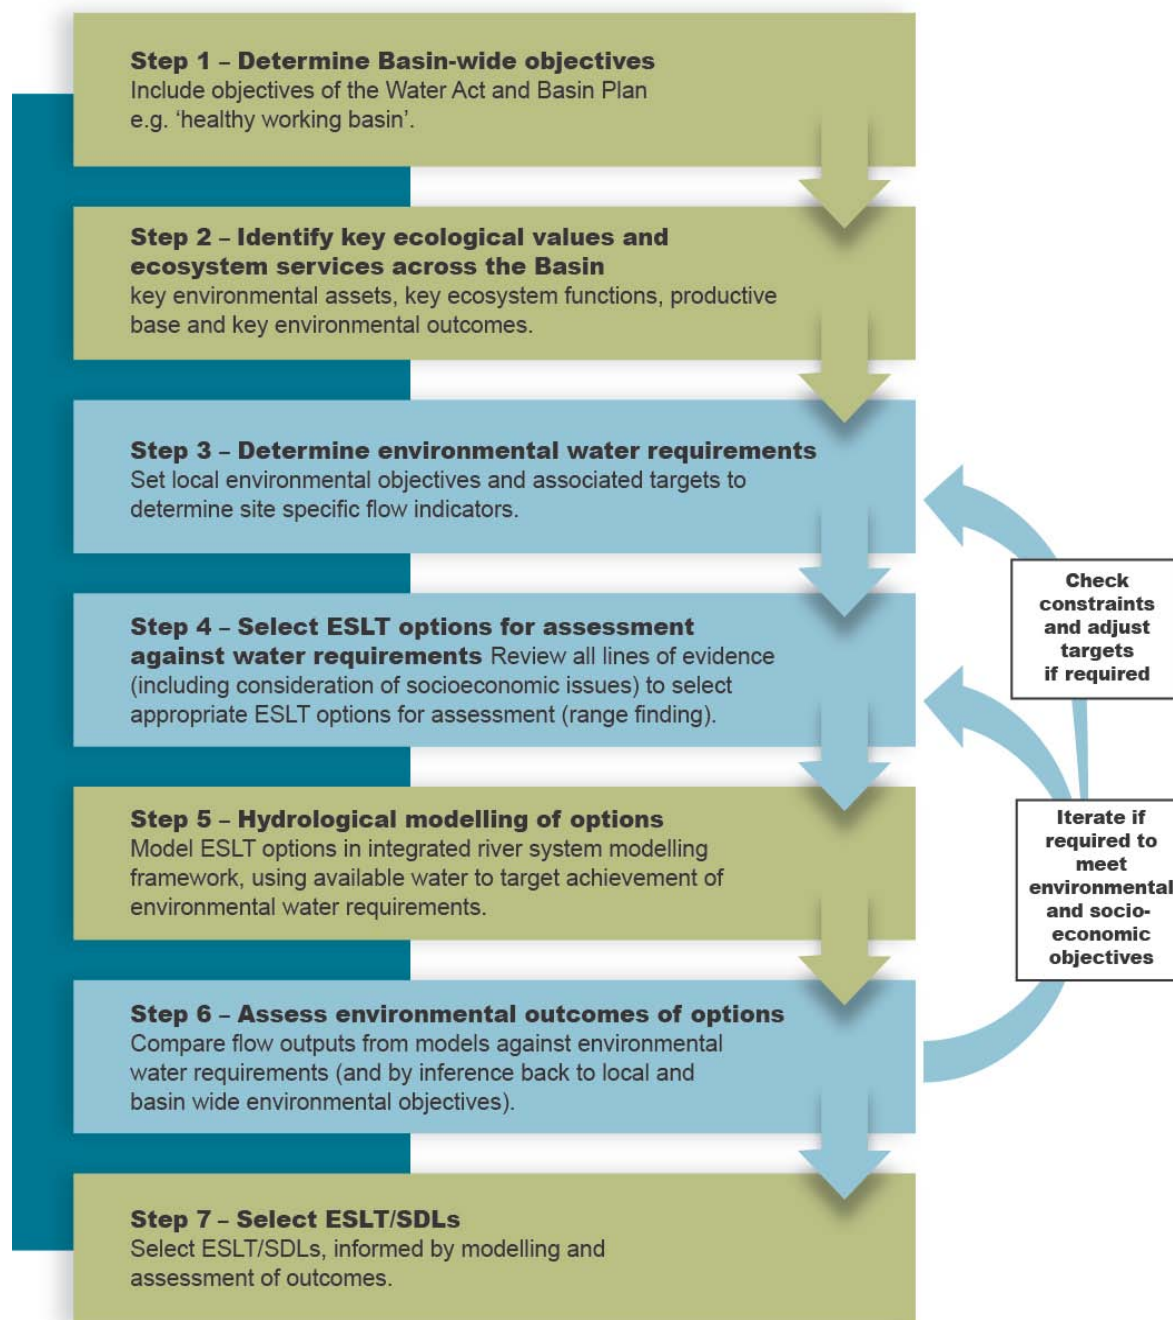 Step 1 – Determine Basin-wide objectives
Include objectives of the Water Act and Basin Plan
e.g. ‘healthy working basin’.
Step 2 – Identify key ecological values and
ecosystem services across the Basin
key environmental assets, key ecosystem functions, productive
base and key environmental outcomes.
Step 3 – Determine environmental water requirements
Set local environmental objectives and associated targets to
determine site specific flow indicators.
Step 4 – Select ESLT options for assessment
against water requirements Review all lines of evidence
(including consideration of socioeconomic issues) to select
appropriate ESLT options for assessment (range finding).
Step 5 – Hydrological modelling of options
Model ESLT options in integrated river system modelling
framework, using available water to target achievement of
environmental water requirements.
Step 6 – Assess environmental outcomes of options
Compare flow outputs from models against environmental
water requirements (and by inference back to local and
basin wide environmental objectives).
Step 7 – Select ESLT/SDLs
Select ESLT/SDLs, informed by modelling and
assessment of outcomes.
Check
constraints
and adjust
targets
if required
Iterate if
required to
meet
environmental
and socio-
economic
objectives